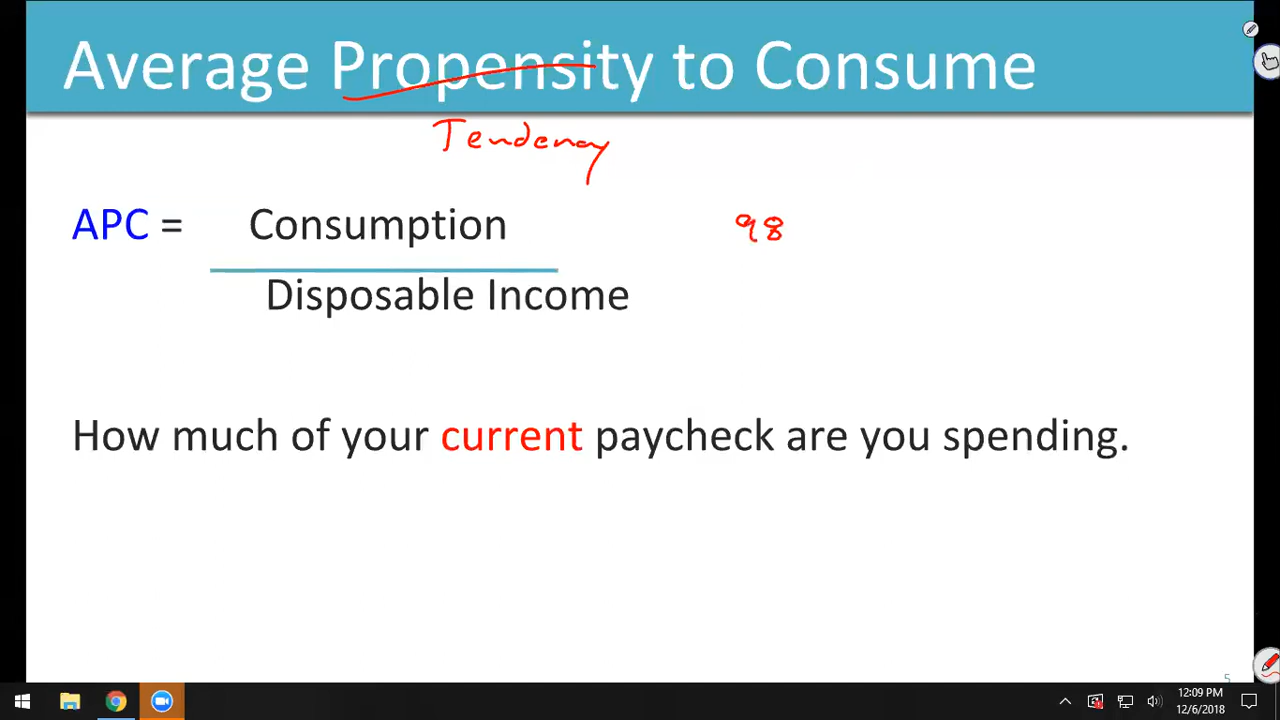 Average Propensity to Consume
Tendency
APC = Consumption
98
Disposable Income
How much of your current paycheck are you spending.
5
12:09 PM
12/6/2018